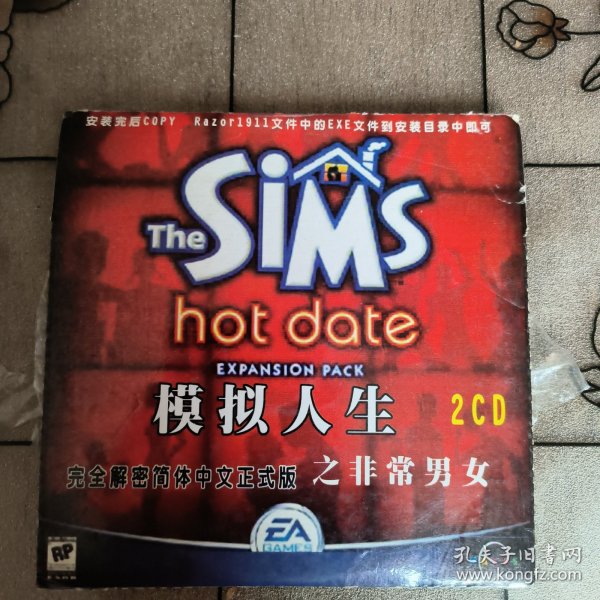 安装完后COPY Razor1911文件中的EXE文件到安装目录中即可
The SiMS
hot date
EXPANSION PACK
模拟人生 2CD
完全解密简体中文正式版 之非常男女
EA
GAMES
RP
孔夫子旧书网
www.kongfz.com